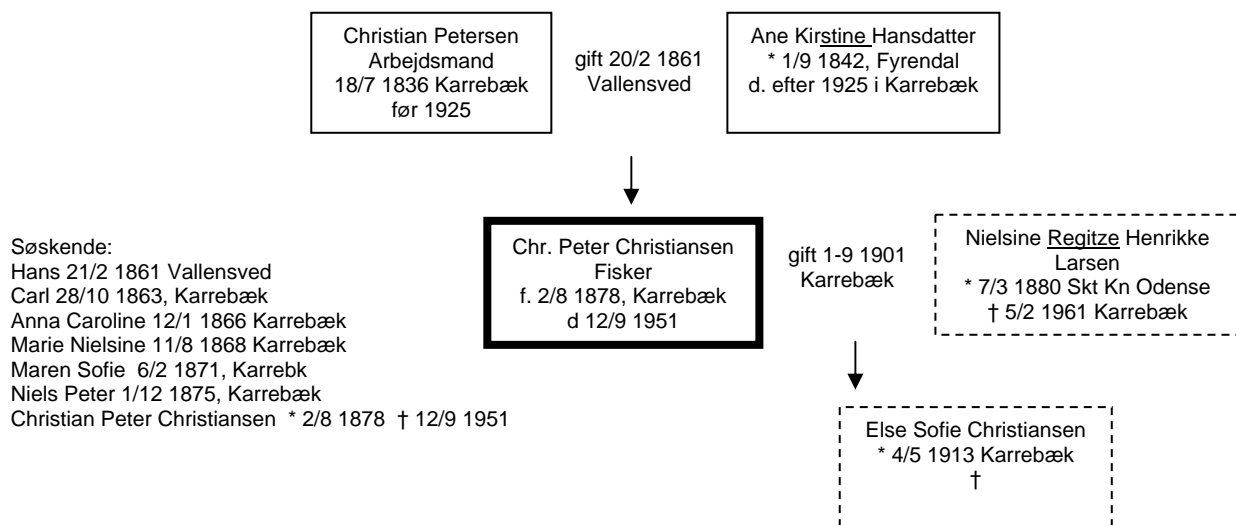 Christian Petersen
Arbejdsmand
18/7 1836 Karrebæk
før 1925
gift 20/2 1861
Vallensved
Ane Kirstine Hansdatter
* 1/9 1842, Fyrendal
d. efter 1925 i Karrebæk
Søskende:
Hans 21/2 1861 Vallensved
Carl 28/10 1863, Karrebæk
Anna Caroline 12/1 1866 Karrebæk
Marie Nielsine 11/8 1868 Karrebæk
Maren Sofie 6/2 1871, Karrebk
Niels Peter 1/12 1875, Karrebæk
Christian Peter Christiansen * 2/8 1878 † 12/9 1951
Chr. Peter Christiansen
Fisker
f. 2/8 1878, Karrebæk
d 12/9 1951
gift 1-9 1901
Karrebæk
Nielsine Regitze Henrikke
Larsen
* 7/3 1880 Skt Kn Odense
† 5/2 1961 Karrebæk
Else Sofie Christiansen
* 4/5 1913 Karrebæk
†